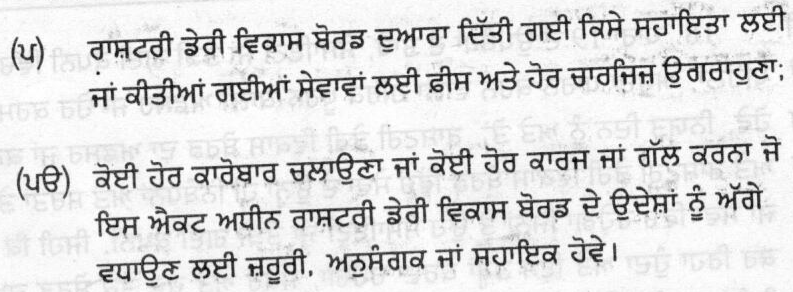 (ਪ) ਰਾਸ਼ਟਰੀ ਡੇਰੀ ਵਿਕਾਸ ਬੋਰਡ ਦੁਆਰਾ ਦਿੱਤੀ ਗਈ ਕਿਸੇ ਸਹਾਇਤਾ ਲਈ
ਜਾਂ ਕੀਤੀਆਂ ਗਈਆਂ ਸੇਵਾਵਾਂ ਲਈ ਫ਼ੀਸ ਅਤੇ ਹੋਰ ਚਾਰਜਿਜ਼ ਉਗਰਾਹੁਣਾ;
(ਪੳ) ਕੋਈ ਹੋਰ ਕਾਰੋਬਾਰ ਚਲਾਉਣਾ ਜਾਂ ਕੋਈ ਹੋਰ ਕਾਰਜ ਜਾਂ ਗੱਲ ਕਰਨਾ ਜੋ
ਇਸ ਐਕਟ ਅਧੀਨ ਰਾਸ਼ਟਰੀ ਡੇਰੀ ਵਿਕਾਸ ਬੋਰਡ ਦੇ ਉਦੇਸ਼ਾਂ ਨੂੰ ਅੱਗੇ
ਵਧਾਉਣ ਲਈ ਜ਼ਰੂਰੀ, ਅਨੁਸੰਗਕ ਜਾਂ ਸਹਾਇਕ ਹੋਵੇ।